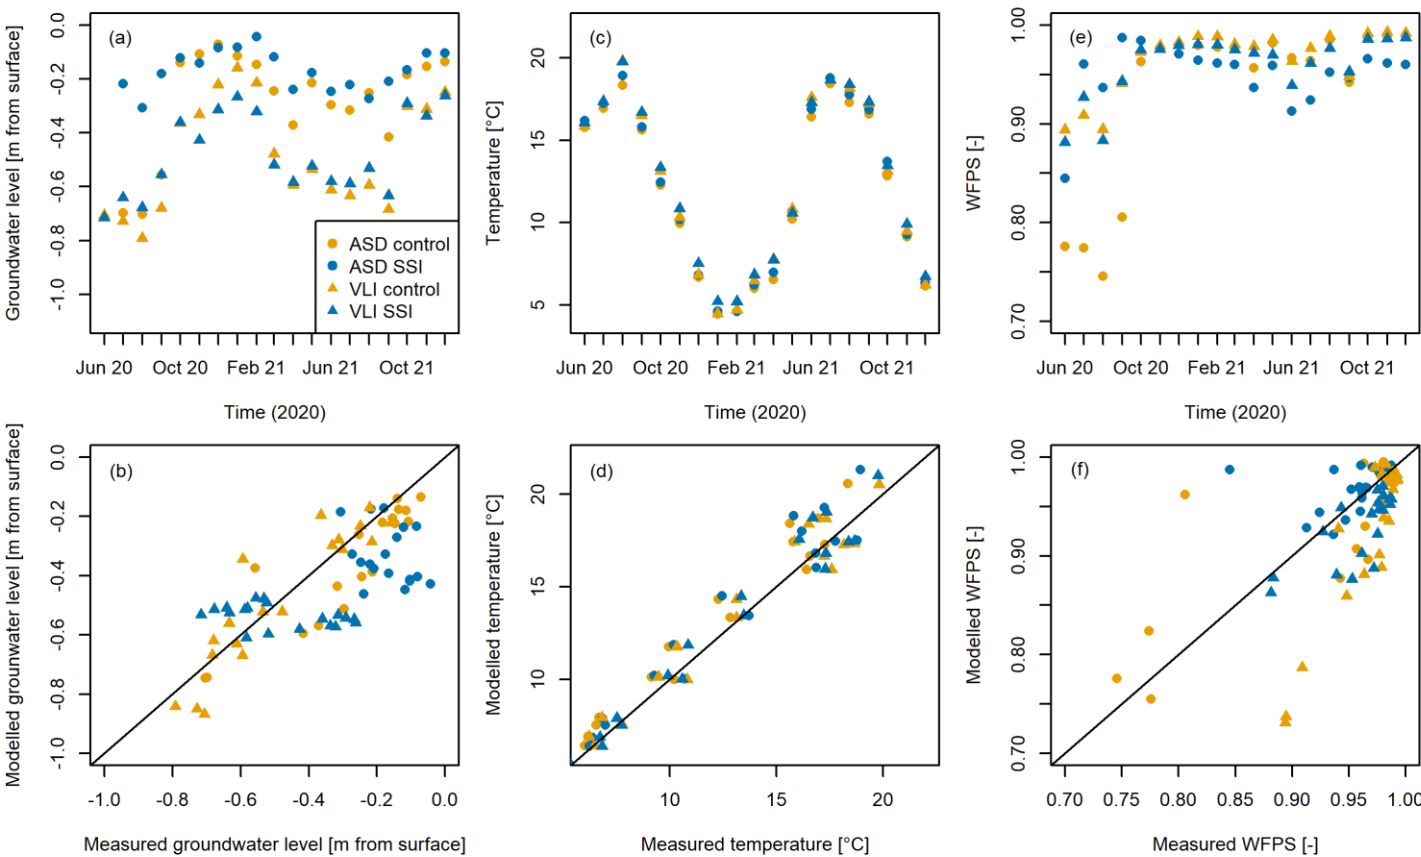 (a)
0.0
-0.2
-0.4
-0.6
-0.8
-1.0
Groundwater level [m from surface]
ASD control
ASD SSI
VLI control
VLI SSI
Jun 20
Oct 20
Feb 21
Jun 21
Oct 21
Time (2020)
(c)
20
15
10
5
Temperature [°C]
Jun 20
Oct 20
Feb 21
Jun 21
Oct 21
Time (2020)
(e)
1.00
0.90
0.80
0.70
WFPS [-]
Jun 20
Oct 20
Feb 21
Jun 21
Oct 21
Time (2020)
(b)
0.0
-0.2
-0.4
-0.6
-0.8
-1.0
Modelled grounwater level [m from surface]
-1.0
-0.8
-0.6
-0.4
-0.2
0.0
Measured groundwater level [m from surface]
(d)
20
15
10
Modelled temperature [°C]
10
15
20
Measured temperature [°C]
(f)
1.00
0.90
0.80
0.70
Modelled WFPS [-]
0.70
0.75
0.80
0.85
0.90
0.95
1.00
Measured WFPS [-]